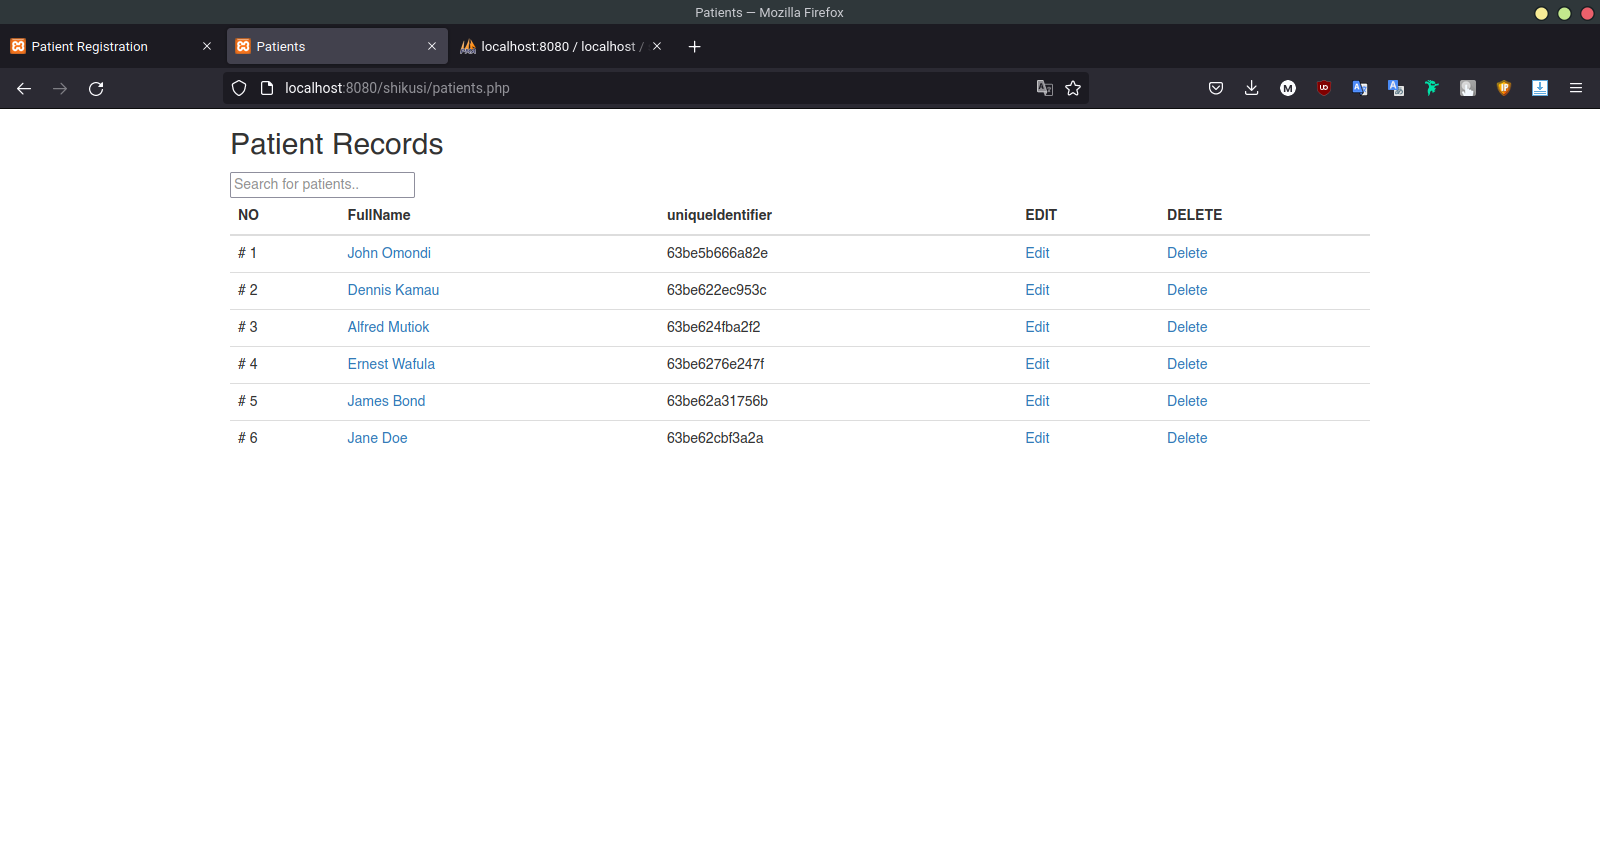 Patients — Mozilla Firefox
Patient Registration
Patients
localhost:8080 / localhost /
localhost:8080/shikusi/patients.php
Patient Records
Search for patients..
NO FullName uniqueIdentifier EDIT DELETE
# 1 John Omondi 63be5b666a82e Edit Delete
# 2 Dennis Kamau 63be622ec953c Edit Delete
# 3 Alfred Mutiok 63be624fba2f2 Edit Delete
# 4 Ernest Wafula 63be6276e247f Edit Delete
# 5 James Bond 63be62a31756b Edit Delete
# 6 Jane Doe 63be62cbf3a2a Edit Delete